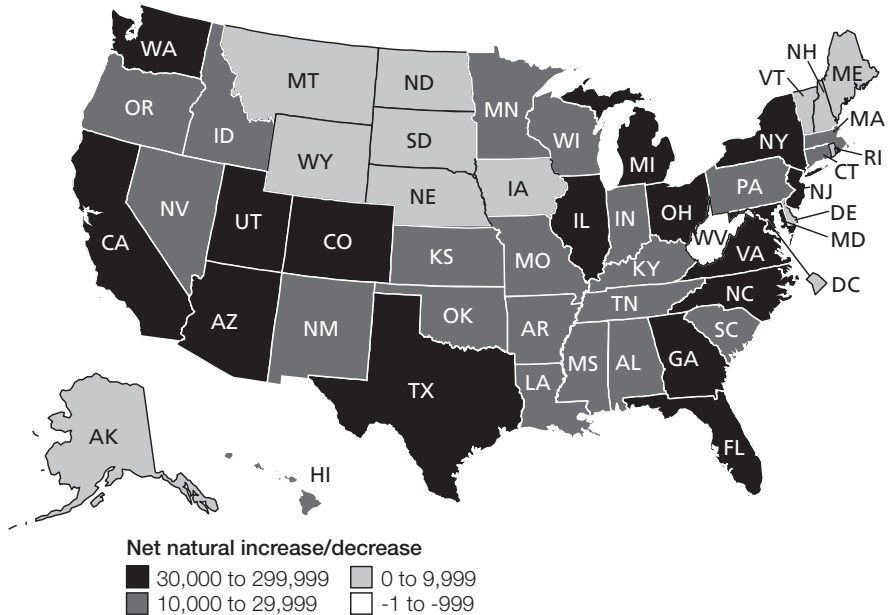 NH
VT
ME
WA
MT
ND
MN
MA
OR
ID
WI
NY
SD
WY
MI
RI
CT
PA
IA
NJ
NE
NV
OH
DE
UT
IL
IN
CO
WV
MD
CA
VA
KS
MO
KY
DC
NC
TN
OK
AZ
NM
AR
SC
MS
AL
GA
LA
TX
AK
FL
HI
Net natural increase/decrease
30,000 to 299,999
0 to 9,999
10,000 to 29,999
-1 to -999